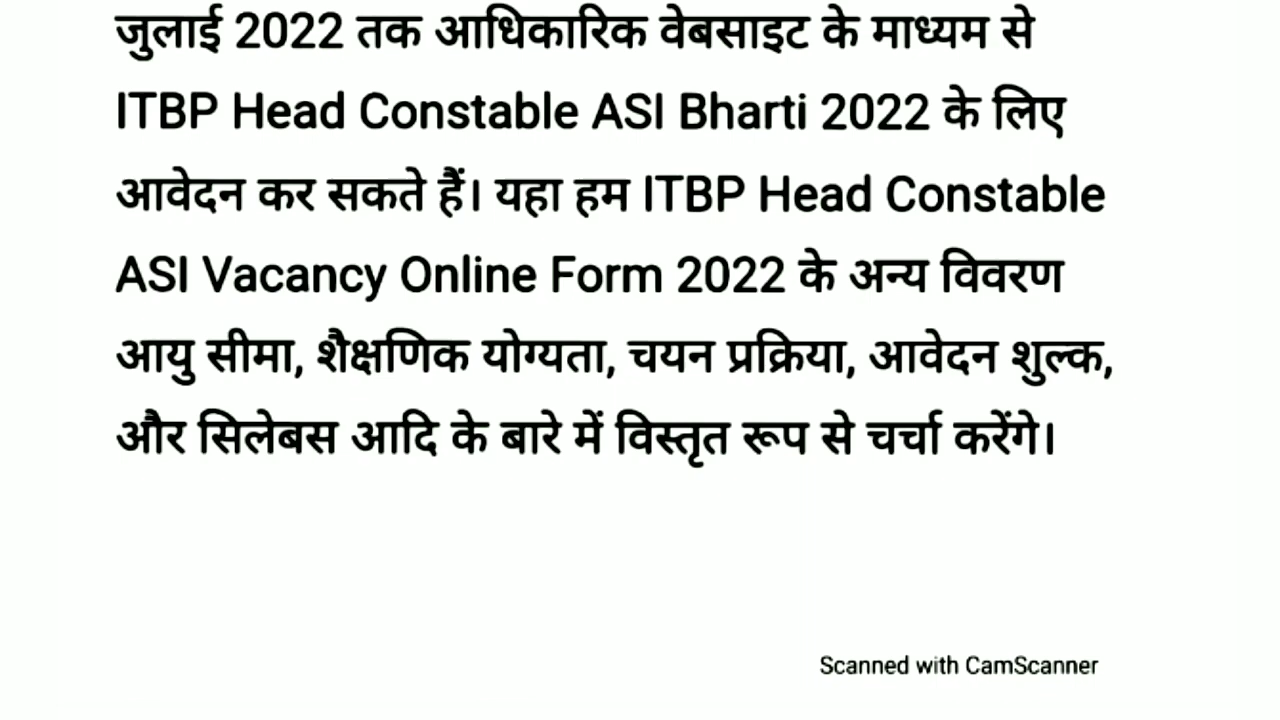 जुलाई 2022 तक आधिकारिक वेबसाइट के माध्यम से
ITBP Head Constable ASI Bharti 2022 के लिए
आवेदन कर सकते हैं। यहा हम ITBP Head Constable
ASI Vacancy Online Form 2022 के अन्य विवरण
आयु सीमा, शैक्षणिक योग्यता, चयन प्रक्रिया, आवेदन शुल्क,
और सिलेबस आदि के बारे में विस्तृत रूप से चर्चा करेंगे।
Scanned with CamScanner